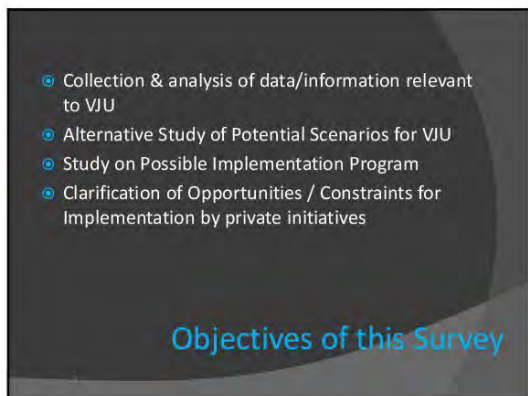 Collection & analysis of data/information relevant
to VJU
Alternative Study of Potential Scenarios for VJU
Study on Possible Implementation Program
Clarification of Opportunities / Constraints for
Implementation by private initiatives
Objectives of this Survey